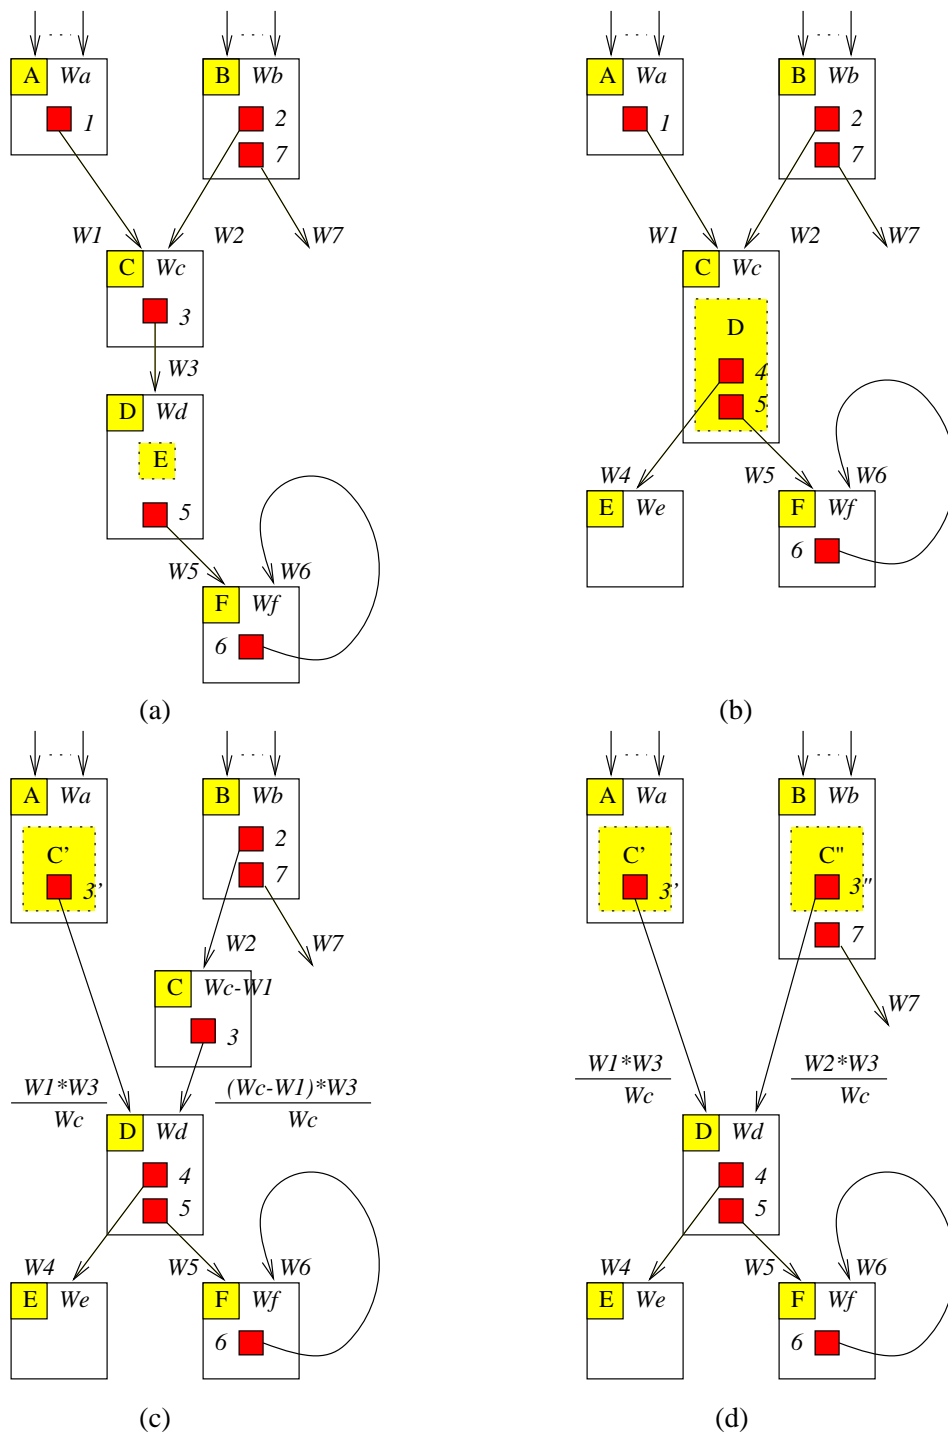 A Wa B Wb A Wa B Wb
1 2 1 2
7 7
W1 W2 W7 W1 W2 W7
C Wc C Wc
3 D
W3 4
D Wd 5
E
5 W4 W5 W6
W5 W6 E We F Wf
F Wf 6
6
(a) (b)
A Wa B Wb A Wa B Wb
C' 2 C' C"
3' 7 3' 3"
7
W2 W7
C Wc-W1 W7
3
W1*W3 (Wc-W1)*W3 W1*W3 W2*W3
Wc Wc Wc Wc
D Wd D Wd
4 4
5 5
W4 W5 W6 W4 W5 W6
E We F Wf E We F Wf
6 6
(c) (d)